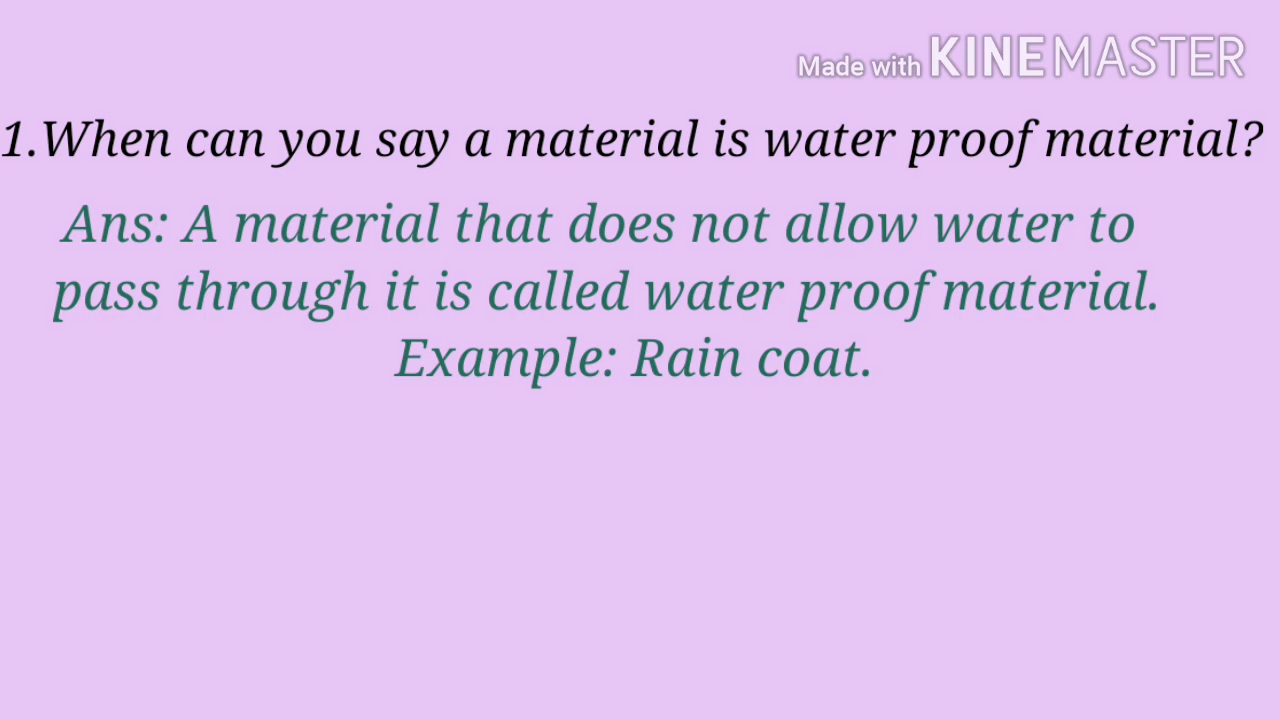 Made with KINEMASTER
1.When can you say a material is water proof material?
Ans: A material that does not allow water to
pass through it is called water proof material.
Example: Rain coat.